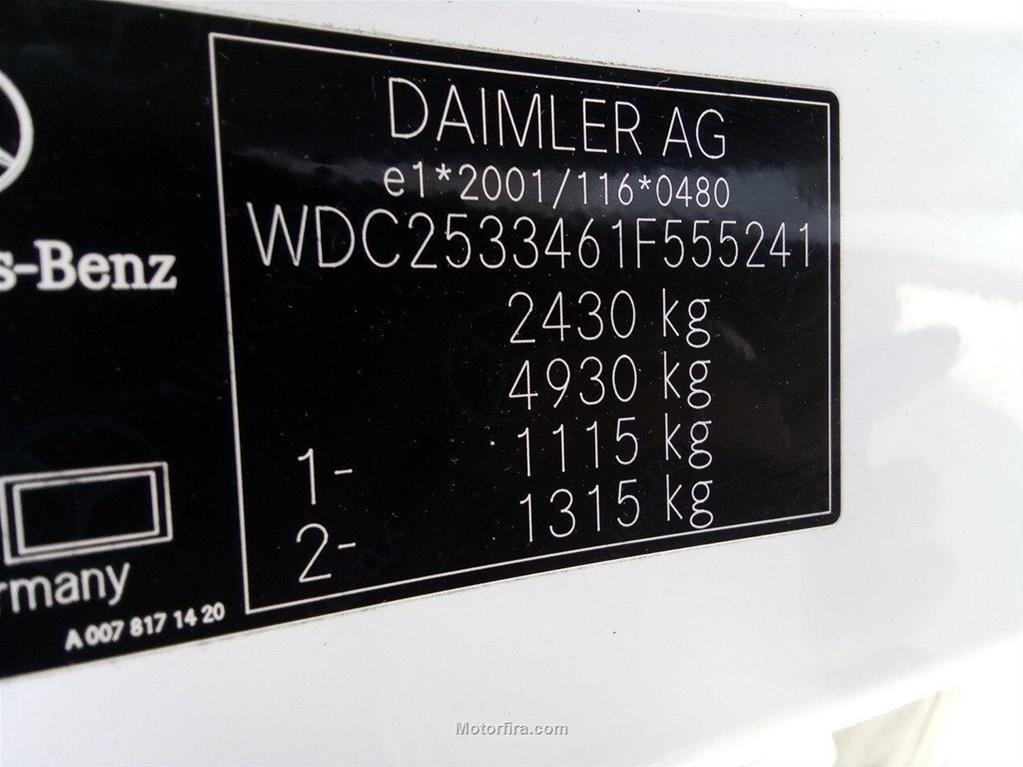 DAIMLER AG
e1*2001/116*0480
WDC2533461F555241
2430 kg
4930 kg
1- 1115 kg
2- 1315 kg
s-Benz
rmany
A 007 817 14 20
Motorfira.com